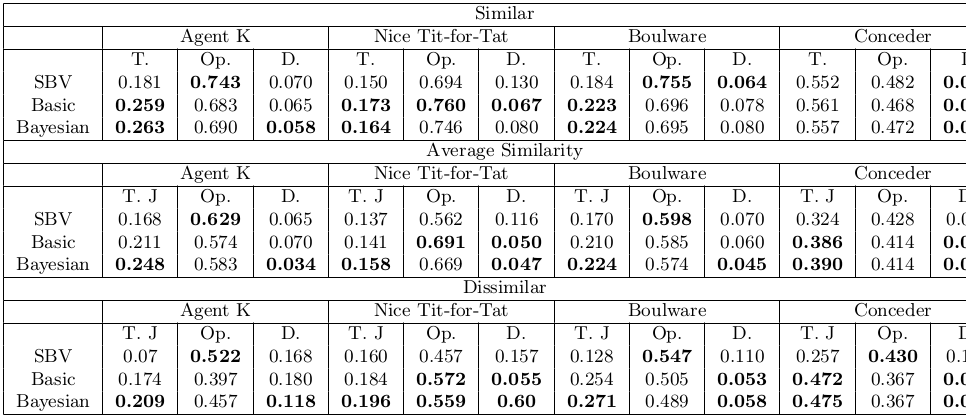 Similar
Agent K Nice Tit-for-Tat Boulware Conceder
T. Op. D. T. Op. D. T. Op. D. T. Op.
SBV 0.181 0.743 0.070 0.150 0.694 0.130 0.184 0.755 0.064 0.552 0.482
Basic 0.259 0.683 0.065 0.173 0.760 0.067 0.223 0.696 0.078 0.561 0.468
Bayesian 0.263 0.690 0.058 0.164 0.746 0.080 0.224 0.695 0.080 0.557 0.472
Average Similarity
Agent K Nice Tit-for-Tat Boulware Conceder
T. J Op. D. T. J Op. D. T. J Op. D. T. J Op.
SBV 0.168 0.629 0.065 0.137 0.562 0.116 0.170 0.598 0.070 0.324 0.428
Basic 0.211 0.574 0.070 0.141 0.691 0.050 0.210 0.585 0.060 0.386 0.414
Bayesian 0.248 0.583 0.034 0.158 0.669 0.047 0.224 0.574 0.045 0.390 0.414
Dissimilar
Agent K Nice Tit-for-Tat Boulware Conceder
T. J Op. D. T. J Op. D. T. J Op. D. T. J Op.
SBV 0.07 0.522 0.168 0.160 0.457 0.157 0.128 0.547 0.110 0.257 0.430
Basic 0.174 0.397 0.180 0.184 0.572 0.055 0.254 0.505 0.053 0.472 0.367
Bayesian 0.209 0.457 0.118 0.196 0.559 0.60 0.271 0.489 0.058 0.475 0.367